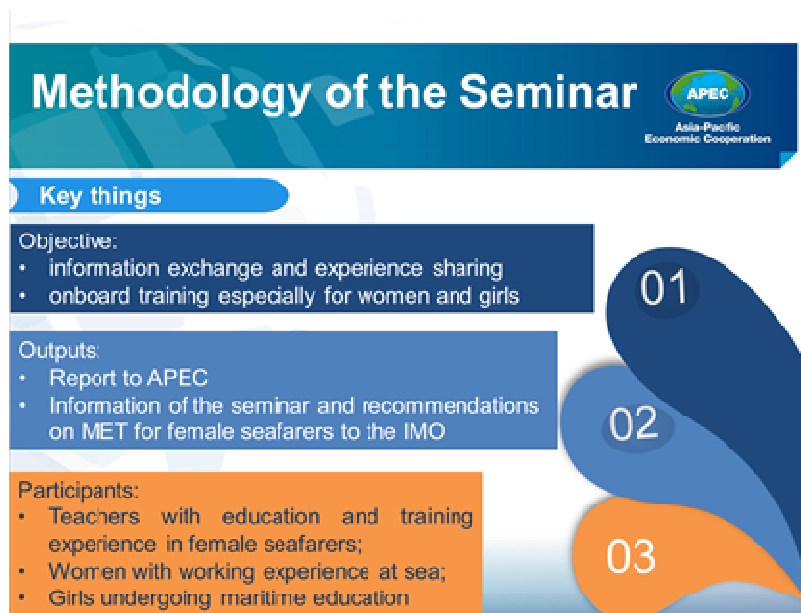 Methodology of the Seminar
APEC
Asia-Pacific
Economic Cooperation
Key things
Objective:
• information exchange and experience sharing
• onboard training especially for women and girls
01
Outputs:
• Report to APEC
• Information of the seminar and recommendations
on MET for female seafarers to the IMO
02
Participants:
• Teachers with education and training
experience in female seafarers;
• Women with working experience at sea;
• Girls undergoing maritime education
03